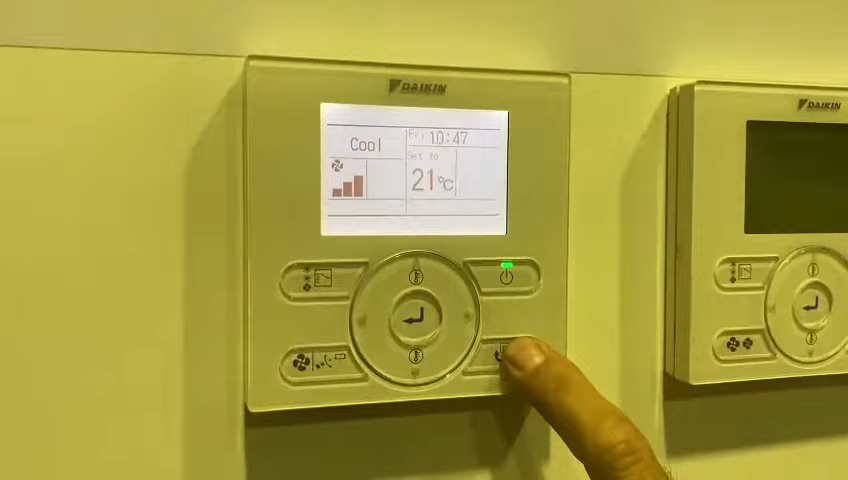 DAIKIN
Cool
Fri 10:47
Set to
21°C
DAIKIN